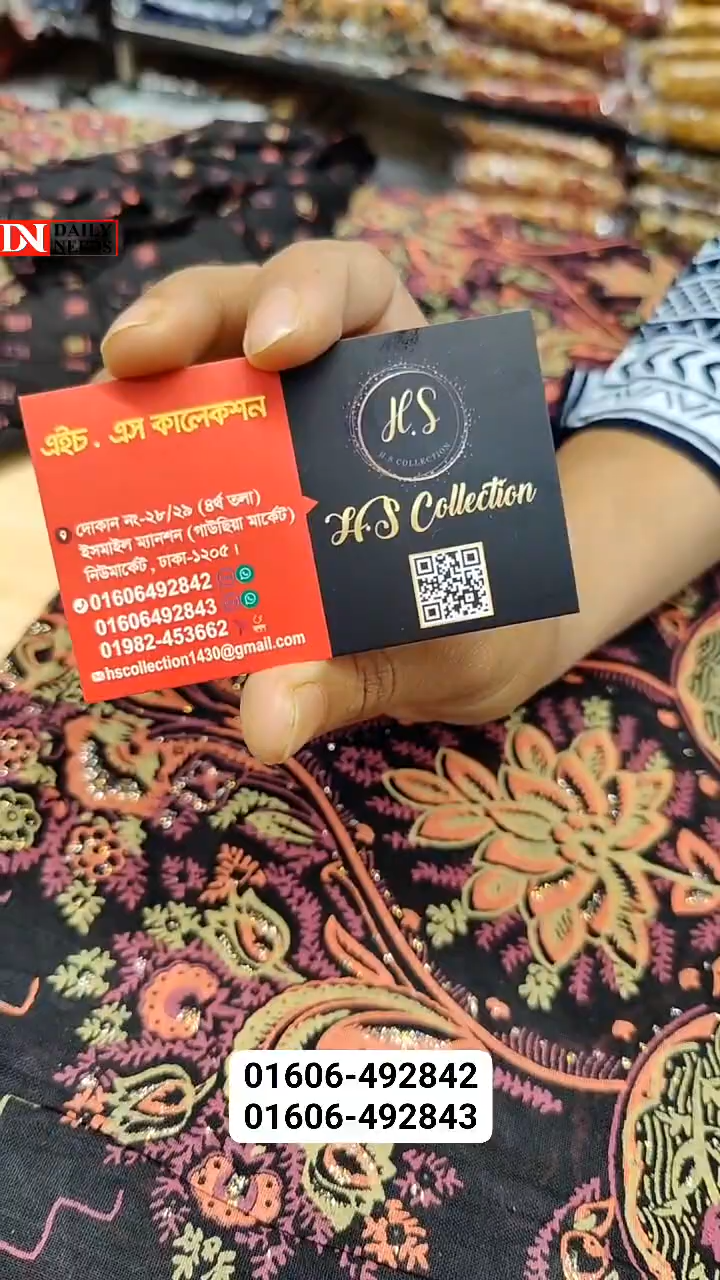 DN DAILY
NEEDS
এইচ . এস কালেকশন
দোকান নং-২৮/২৯ (৪র্থ তলা)
ইসমাইল ম্যানশন (গাউছিয়া মার্কেট)
নিউমার্কেট, ঢাকা-১২০৫ ।
01606492842
01606492843
01982-453662
hscollection1430@gmail.com
H.S
H.S COLLECTION
HS Collection
01606-492842
01606-492843